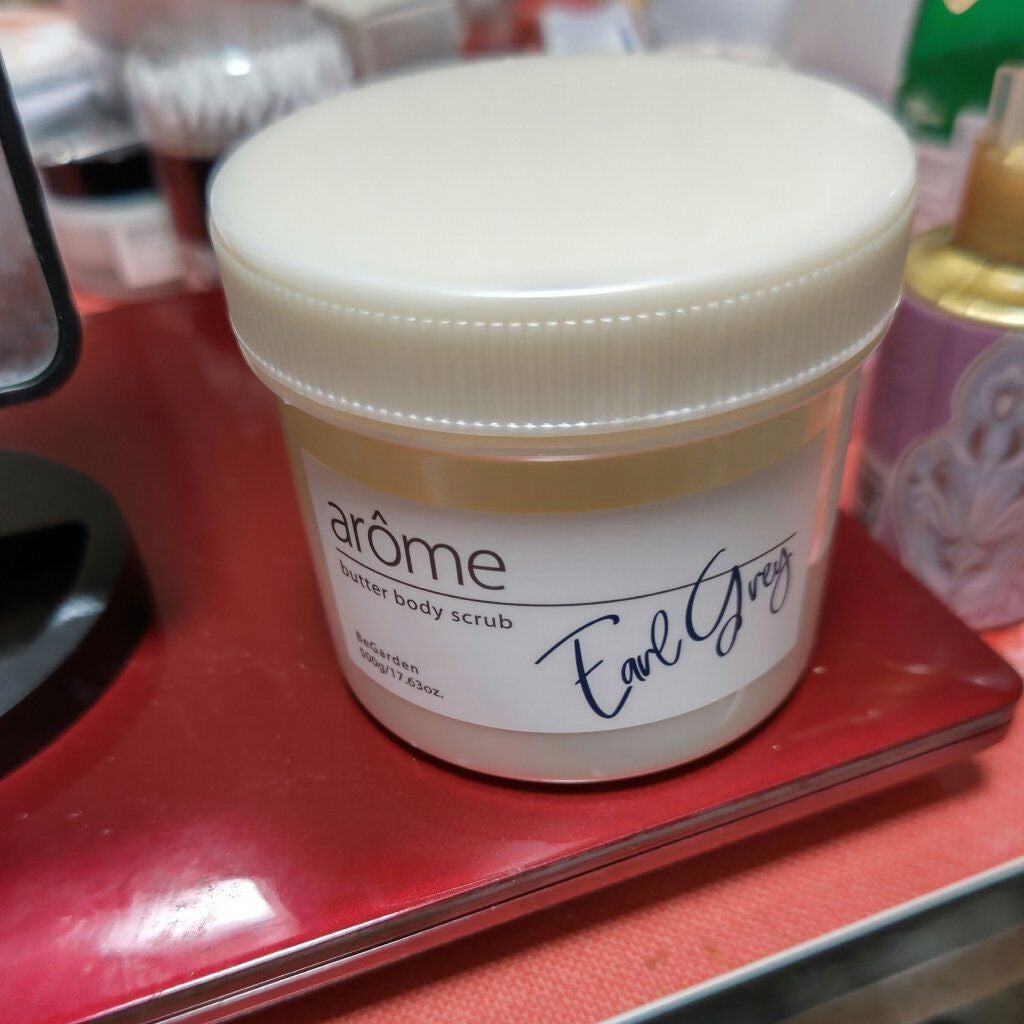 arôme
butter body scrub
Earl Grey
BeGarden
500g/17.63oz.